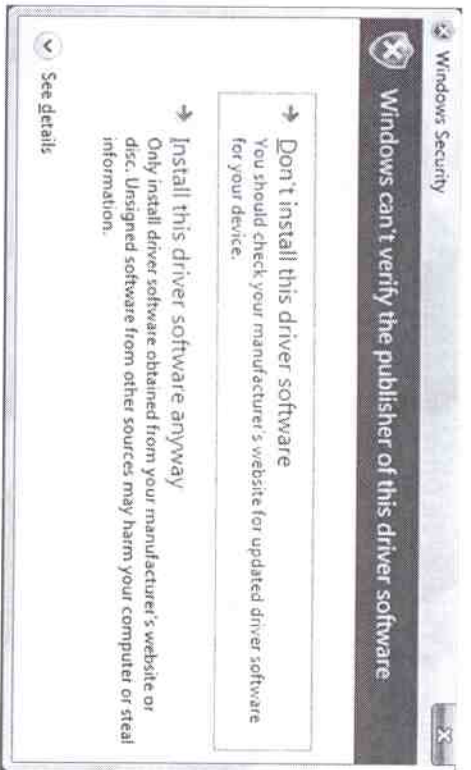 Windows Security
Windows can't verify the publisher of this driver software
Don't install this driver software
You should check your manufacturer's website for updated driver software
for your device.
Install this driver software anyway
Only install driver software obtained from your manufacturer's website or
disc. Unsigned software from other sources may harm your computer or steal
information.
See details